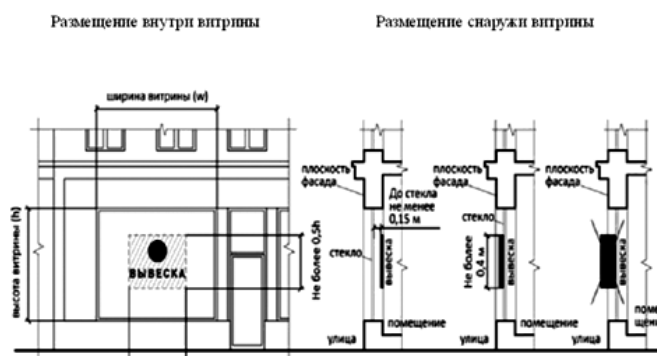 Размещение внутри витрины
Размещение снаружи витрины
ширина витрины (w)
высота витрины (h)
ВЫВЕСКА
Не более 0,5h
плоскость
фасада
До стекла
не менее
0,15 м
стекло
вывеска
помещение
улица
плоскость
фасада
стекло
Не более
0,4 м
вывеска
помещение
улица
плоскость
фасада
вывеска
поме
щени
улица